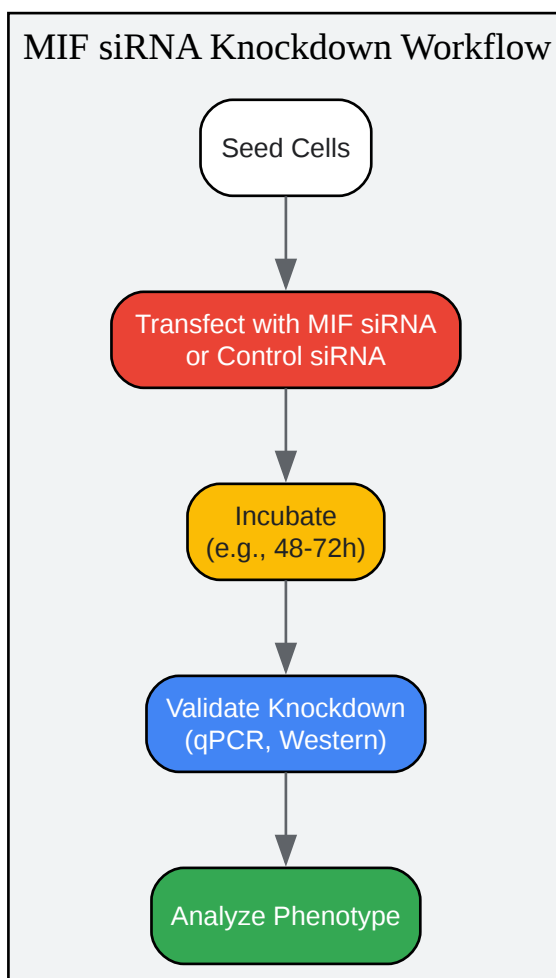 MIF siRNA Knockdown Workflow
Seed Cells
Transfect with MIF siRNA
or Control siRNA
Incubate
(e.g., 48-72h)
Validate Knockdown
(qPCR, Western)
Analyze Phenotype